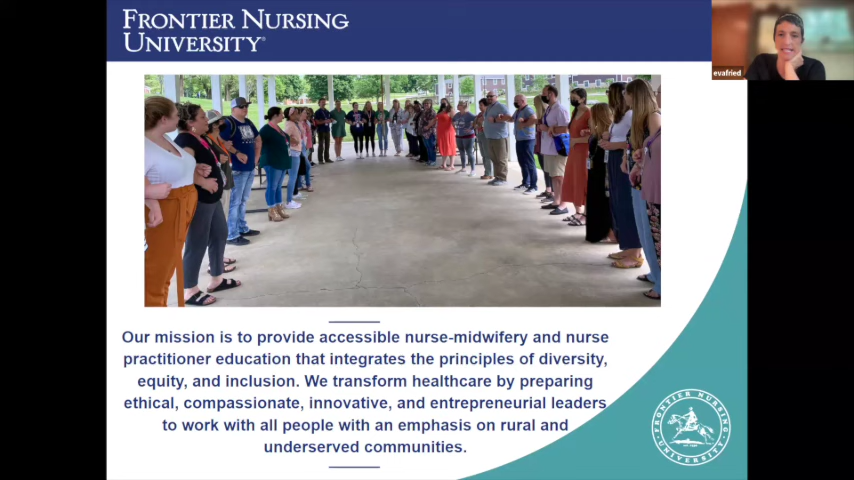 FRONTIER NURSING
UNIVERSITY®
evafried
Our mission is to provide accessible nurse-midwifery and nurse
practitioner education that integrates the principles of diversity,
equity, and inclusion. We transform healthcare by preparing
ethical, compassionate, innovative, and entrepreneurial leaders
to work with all people with an emphasis on rural and
underserved communities.
FRONTIER NURSING
UNIVERSITY